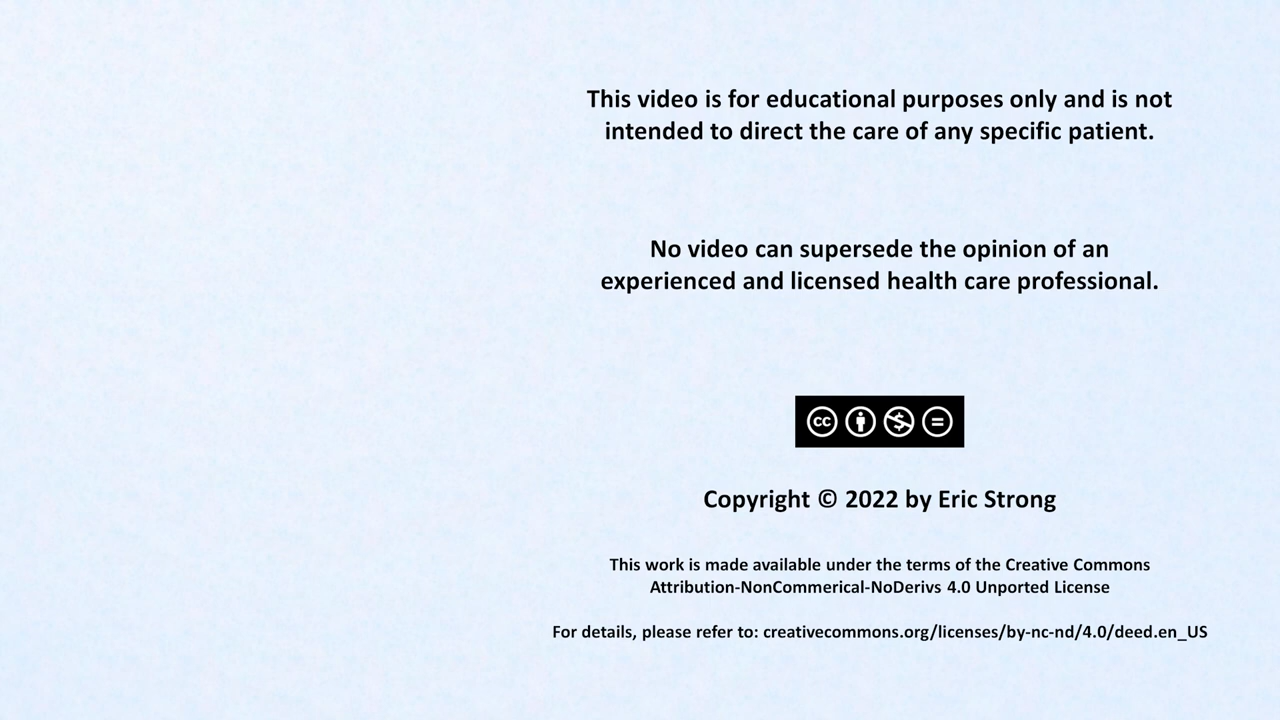 This video is for educational purposes only and is not
intended to direct the care of any specific patient.
No video can supersede the opinion of an
experienced and licensed health care professional.
cc
Copyright © 2022 by Eric Strong
This work is made available under the terms of the Creative Commons
Attribution-NonCommerical-NoDerivs 4.0 Unported License
For details, please refer to: creativecommons.org/licenses/by-nc-nd/4.0/deed.en_US